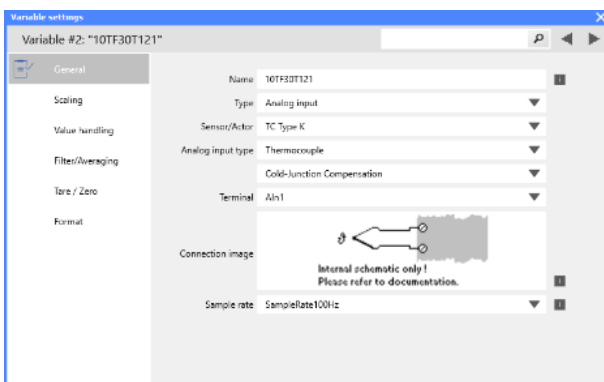 Variable settings
Variable #2: "10TF30T121"
General
Scaling
Value handling
Filter/Averaging
Tare / Zero
Format
Name 10TF30T121
Type Analog input
Sensor/Actor TC Type K
Analog input type Thermocouple
Cold-Junction Compensation
Terminal AIn1
Connection image
ϑ
Internal schematic only !
Please refer to documentation.
Sample rate SampleRate100Hz